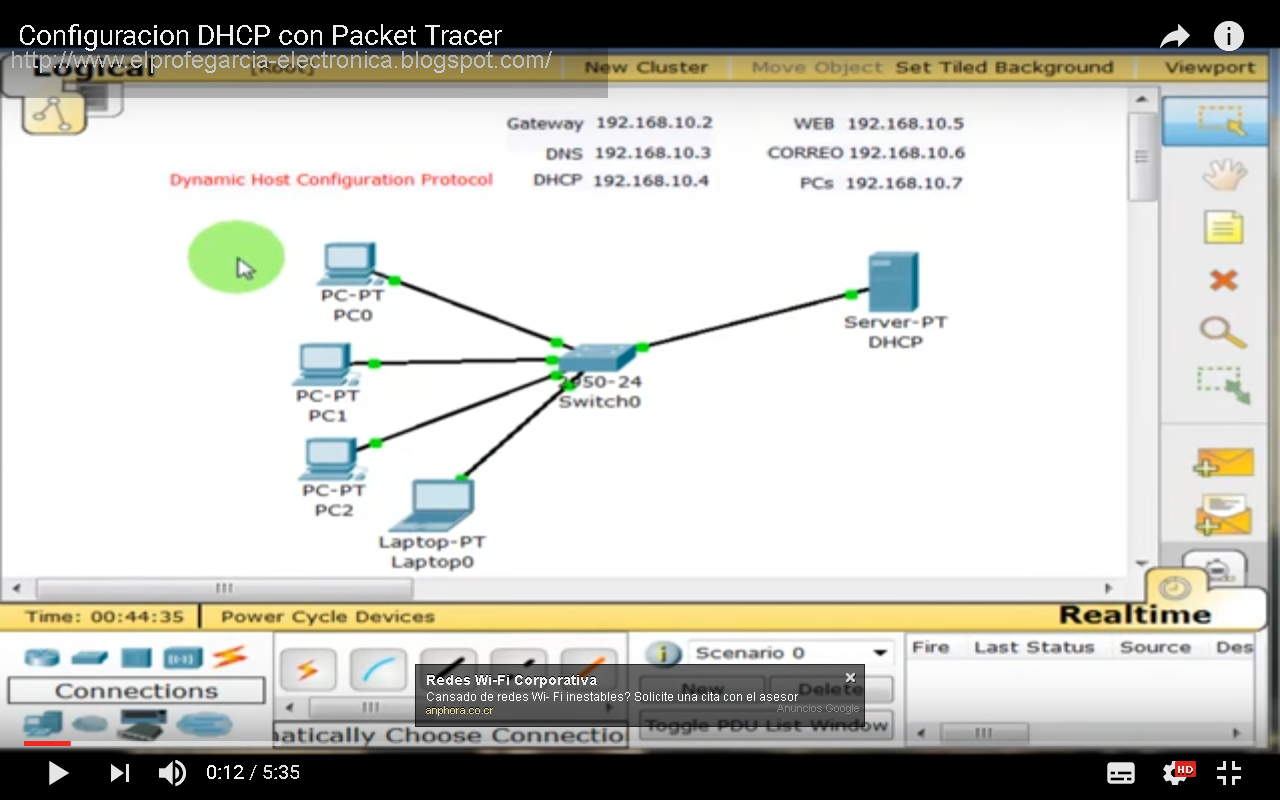 Configuracion DHCP con Packet Tracer
http://www.elprofegarcia-electronica.blogspot.com/
Logical
[Root]
New Cluster
Move Object
Set Tiled Background
Viewport
Gateway 192.168.10.2
WEB 192.168.10.5
DNS 192.168.10.3
CORREO 192.168.10.6
Dynamic Host Configuration Protocol
DHCP 192.168.10.4
PCs 192.168.10.7
PC-PT
PC0
Server-PT
DHCP
PC-PT
PC1
2950-24
Switch0
PC-PT
PC2
Laptop-PT
Laptop0
Time: 00:44:35
Power Cycle Devices
Realtime
Connections
Scenario 0
New
Delete
Toggle PDU List Window
Fire
Last Status
Source
Des
Redes Wi-Fi Corporativa
Cansado de redes Wi- Fi inestables? Solicite una cita con el asesor
anphora.co.cr
Anuncios Google
matically Choose Connectio
0:12 / 5:35
HD